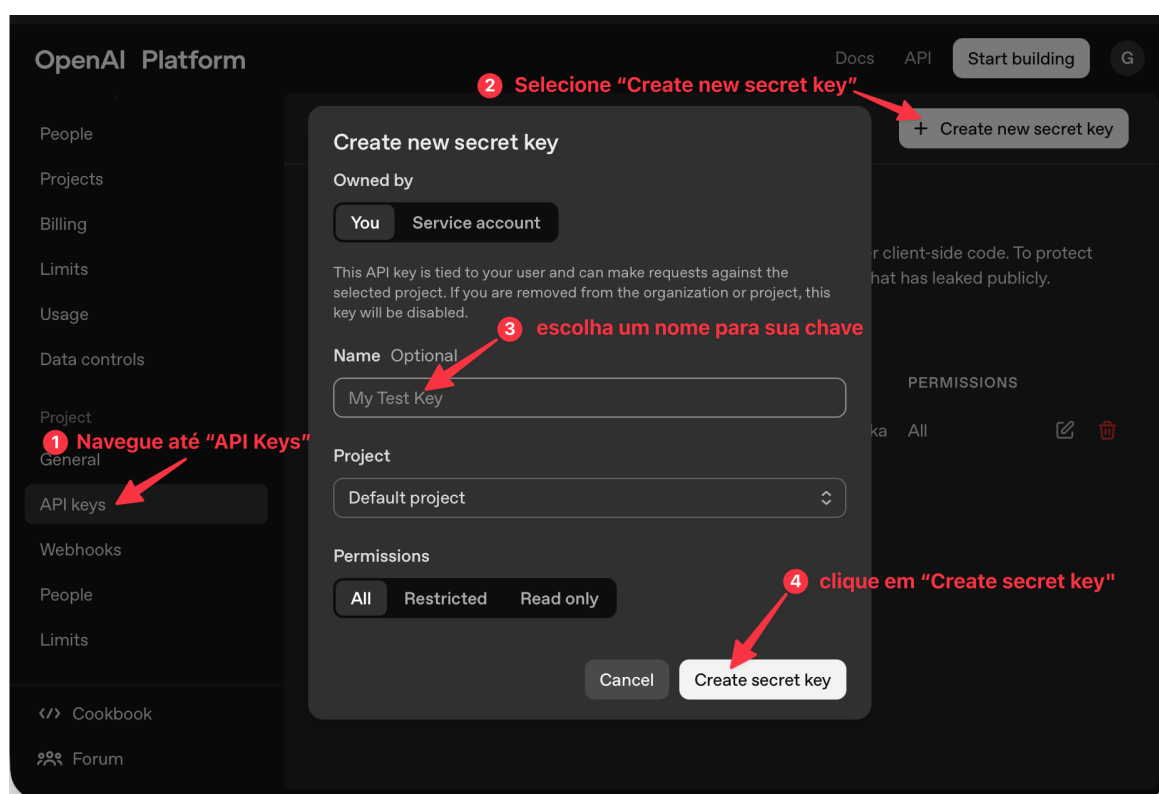 OpenAI Platform
Docs
API
Start building
G
2 Selecione “Create new secret key”
+ Create new secret key
People
Projects
Billing
Limits
Usage
Data controls
Project
1 Navegue até “API Keys”
General
API keys
Webhooks
People
Limits
Cookbook
Forum
Create new secret key
Owned by
You
Service account
This API key is tied to your user and can make requests against the
selected project. If you are removed from the organization or project, this
key will be disabled.
3 escolha um nome para sua chave
Name Optional
My Test Key
Project
Default project
Permissions
All
Restricted
Read only
4 clique em “Create secret key"
Cancel
Create secret key
r client-side code. To protect
hat has leaked publicly.
PERMISSIONS
ka
All